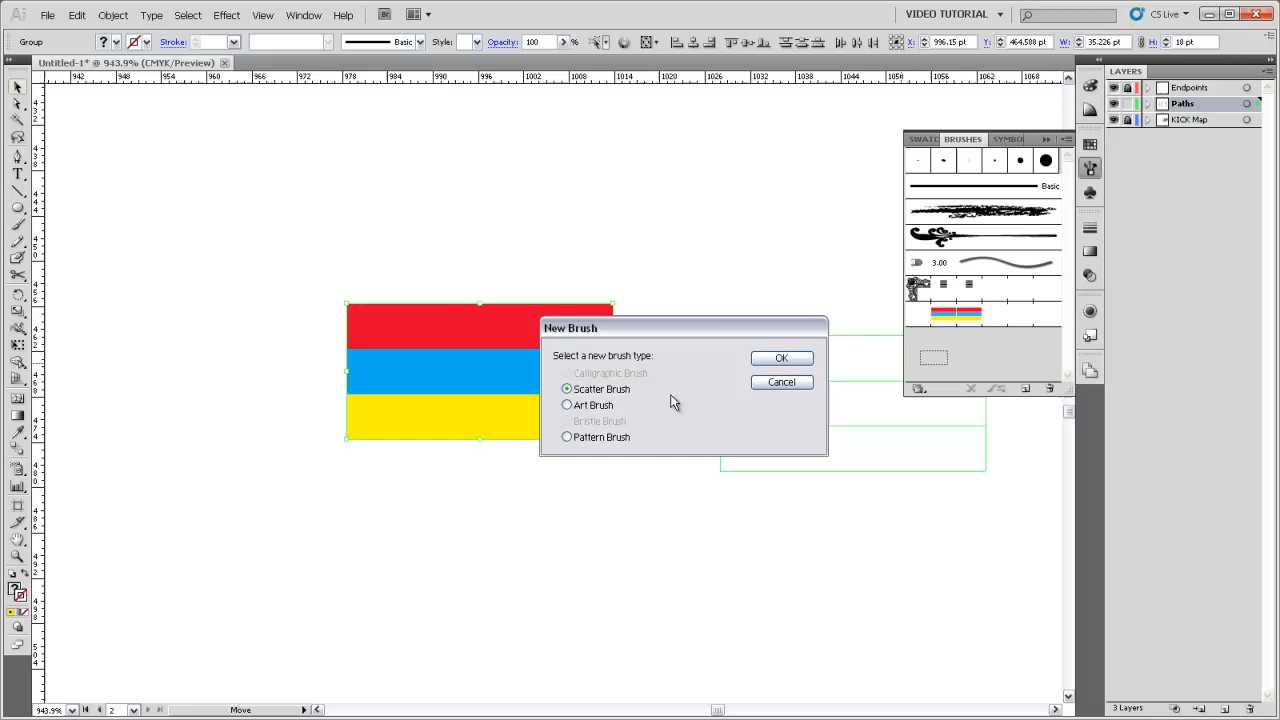 Ai File Edit Object Type Select Effect View Window Help Br VIDEO TUTORIAL CS Live
Group ? Stroke: Basic Style: Opacity: 100 X: 996.15 pt Y: 464.588 pt W: 35.226 pt H: 18 pt
Untitled-1* @ 943.9% (CMYK/Preview)
942 948 954 960 966 972 978 984 990 996 1002 1008 1014 1020 1026 1032 1038 1044 1050 1056 1062 1068
LAYERS
Endpoints
Paths
KICK Map
SWATC BRUSHES SYMBO
Basic
3.00
New Brush
Select a new brush type:
Calligraphic Brush
Scatter Brush
Art Brush
Bristle Brush
Pattern Brush
OK
Cancel
943.9% 2 Move
3 Layers